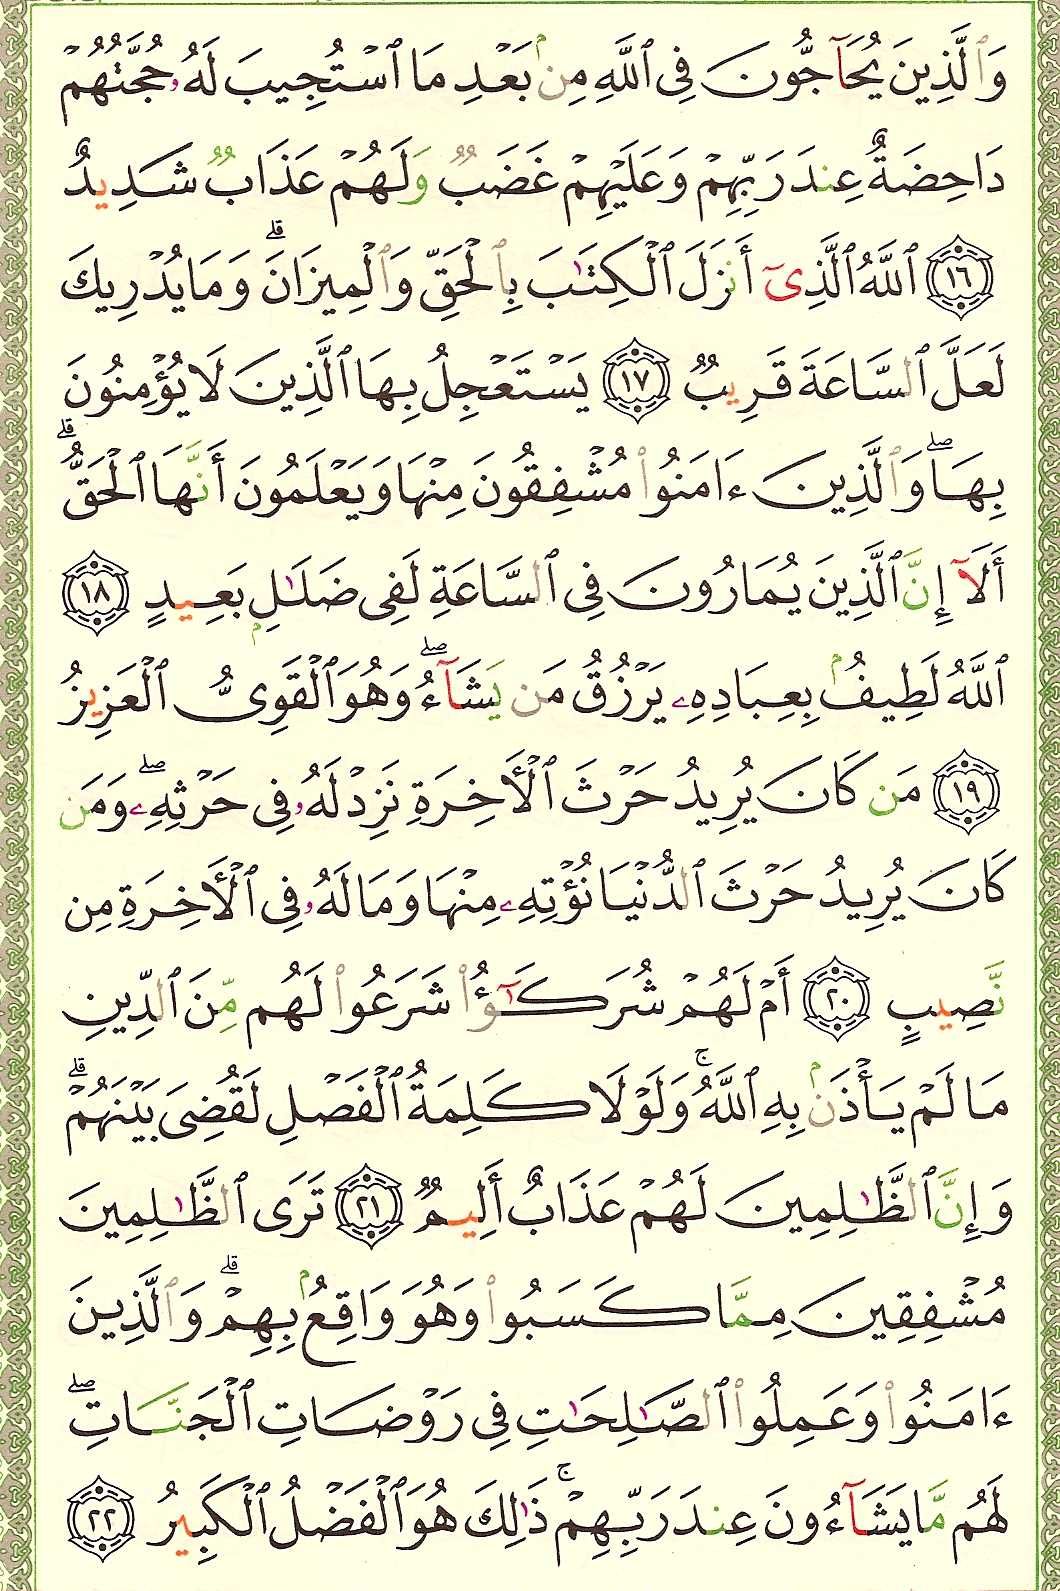 وَٱلَّذِينَ يُحَآجُّونَ فِى ٱللَّهِ مِنۢ بَعْدِ مَا ٱسْتُجِيبَ لَهُۥ حُجَّتُهُمْ
دَاحِضَةٌ عِندَ رَبِّهِمْ وَعَلَيْهِمْ غَضَبٌ وَلَهُمْ عَذَابٌ شَدِيدٌ
١٦ ٱللَّهُ ٱلَّذِىٓ أَنزَلَ ٱلْكِتَٰبَ بِٱلْحَقِّ وَٱلْمِيزَانَ ۗ وَمَا يُدْرِيكَ
لَعَلَّ ٱلسَّاعَةَ قَرِيبٌ ١٧ يَسْتَعْجِلُ بِهَا ٱلَّذِينَ لَا يُؤْمِنُونَ
بِهَا ۖ وَٱلَّذِينَ ءَامَنُوا۟ مُشْفِقُونَ مِنْهَا وَيَعْلَمُونَ أَنَّهَا ٱلْحَقُّ ۗ
أَلَآ إِنَّ ٱلَّذِينَ يُمَارُونَ فِى ٱلسَّاعَةِ لَفِى ضَلَٰلٍۭ بَعِيدٍ ١٨
ٱللَّهُ لَطِيفٌۢ بِعِبَادِهِۦ يَرْزُقُ مَن يَشَآءُ ۖ وَهُوَ ٱلْقَوِىُّ ٱلْعَزِيزُ
١٩ مَن كَانَ يُرِيدُ حَرْثَ ٱلْأَخِرَةِ نَزِدْ لَهُۥ فِى حَرْثِهِۦ ۖ وَمَن
كَانَ يُرِيدُ حَرْثَ ٱلدُّنْيَا نُؤْتِهِۦ مِنْهَا وَمَا لَهُۥ فِى ٱلْأَخِرَةِ مِن
نَّصِيبٍ ٢٠ أَمْ لَهُمْ شُرَكَٰٓؤُا۟ شَرَعُوا۟ لَهُم مِّنَ ٱلدِّينِ
مَا لَمْ يَأْذَنۢ بِهِ ٱللَّهُ ۚ وَلَوْلَا كَلِمَةُ ٱلْفَصْلِ لَقُضِىَ بَيْنَهُمْ ۗ
وَإِنَّ ٱلظَّٰلِمِينَ لَهُمْ عَذَابٌ أَلِيمٌ ٢١ تَرَى ٱلظَّٰلِمِينَ
مُشْفِقِينَ مِمَّا كَسَبُوا۟ وَهُوَ وَاقِعٌۢ بِهِمْ ۗ وَٱلَّذِينَ
ءَامَنُوا۟ وَعَمِلُوا۟ ٱلصَّٰلِحَٰتِ فِى رَوْضَاتِ ٱلْجَنَّاتِ ۖ
لَهُم مَّا يَشَآءُونَ عِندَ رَبِّهِمْ ۚ ذَٰلِكَ هُوَ ٱلْفَضْلُ ٱلْكَبِيرُ ٢٢